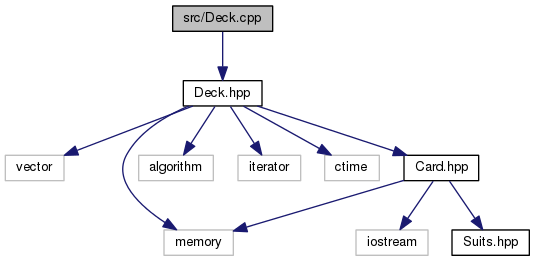 src/Deck.cpp
Deck.hpp
vector
algorithm
iterator
ctime
Card.hpp
memory
iostream
Suits.hpp